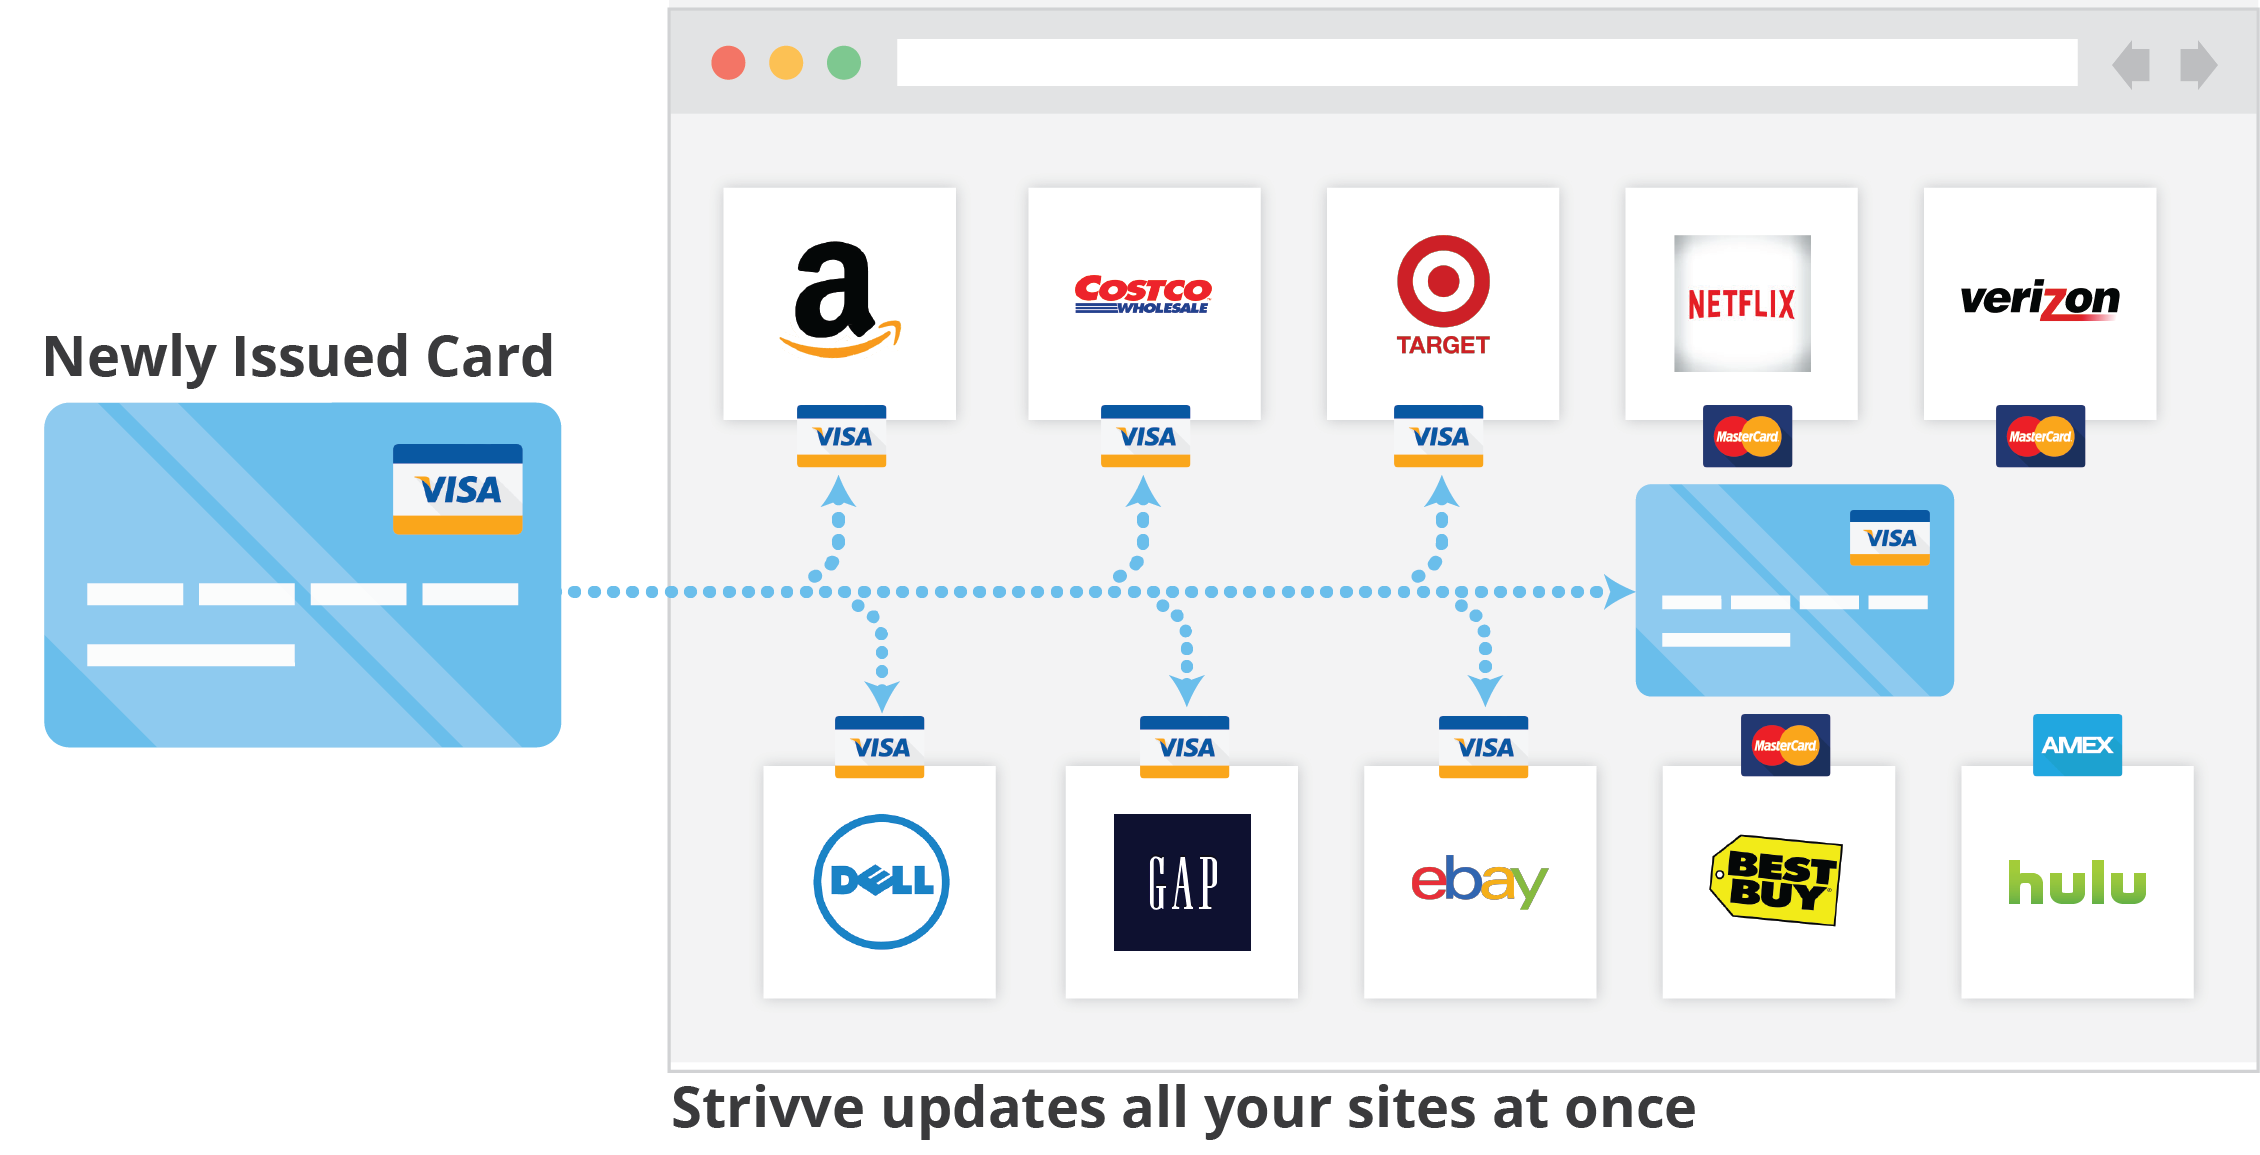 a
COSTCO
WHOLESALE
TARGET
NETFLIX
verizon
Newly Issued Card
VISA
VISA
VISA
MasterCard
MasterCard
VISA
VISA
VISA
VISA
VISA
MasterCard
AMEX
DELL
GAP
ebay
BEST
BUY
hulu
Strivve updates all your sites at once